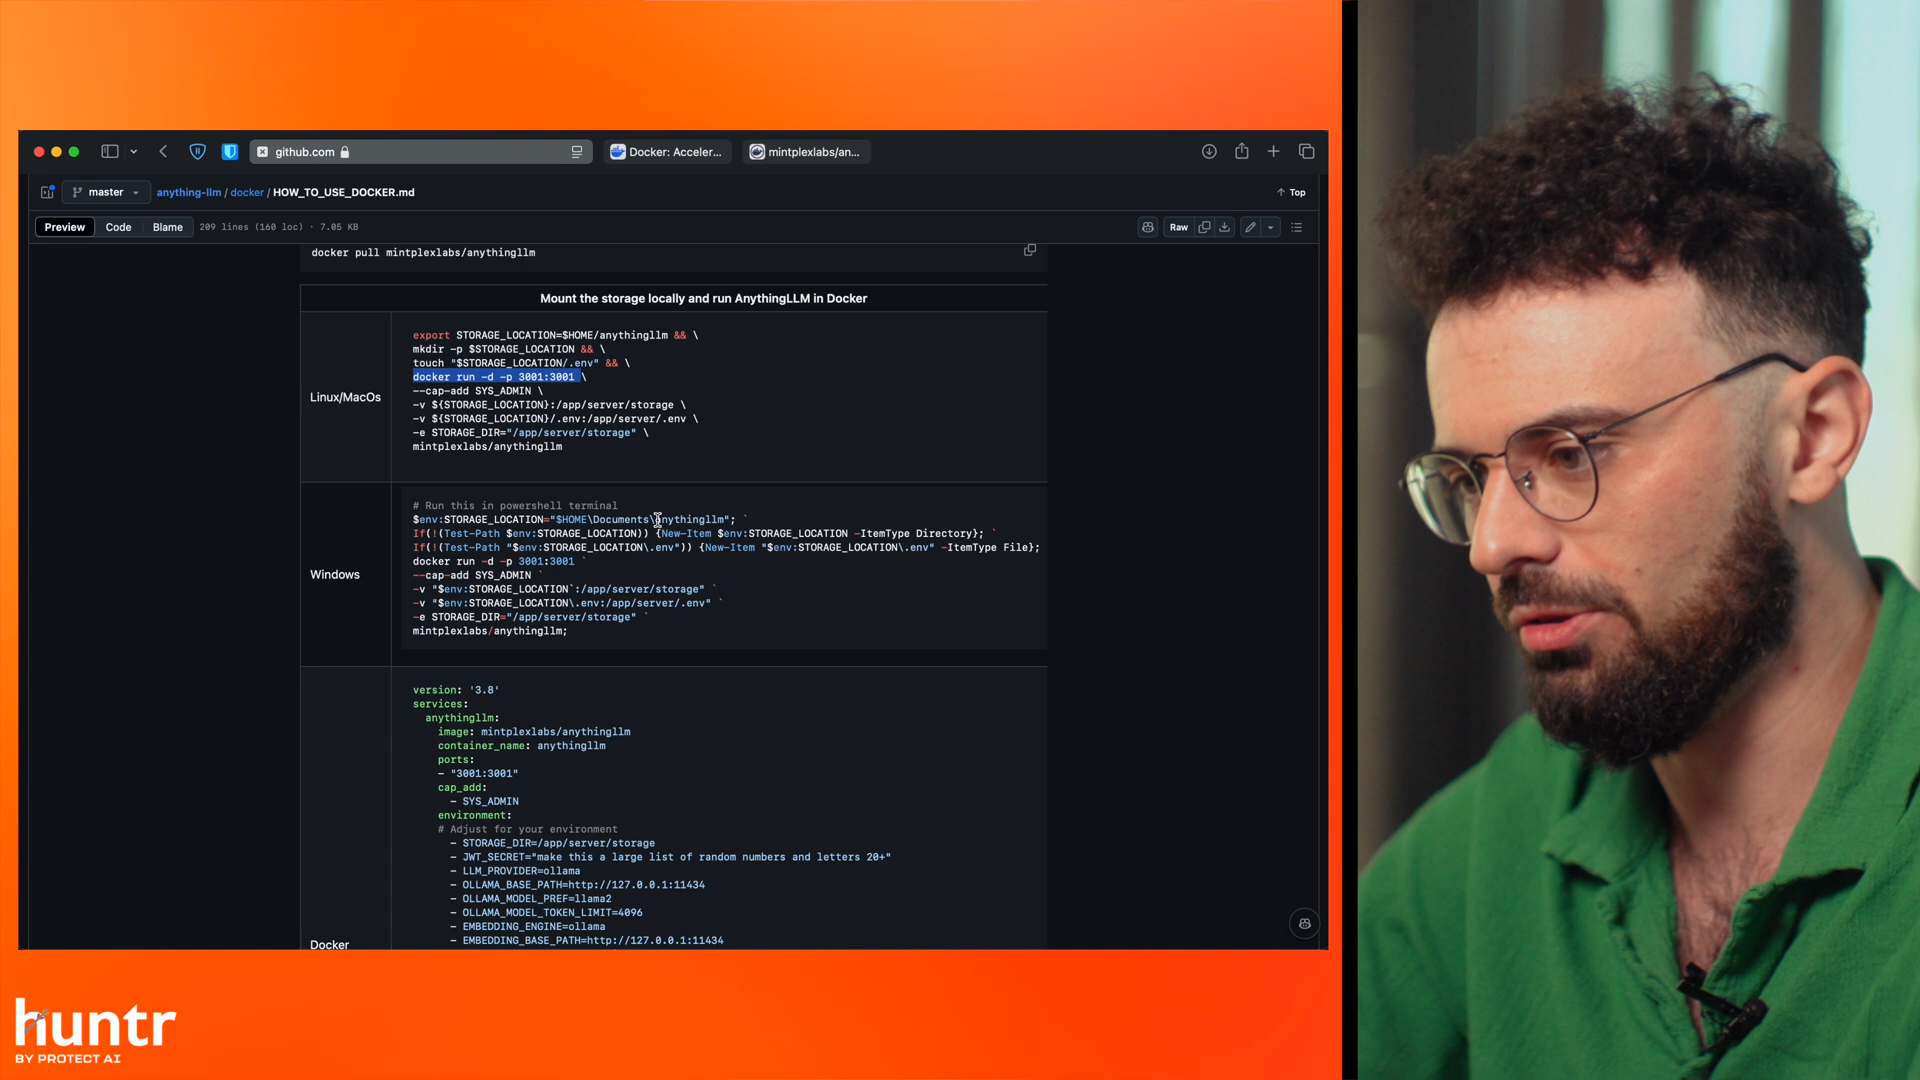 github.com
Docker: Acceler...
mintplexlabs/an...
master
anything-llm / docker / HOW_TO_USE_DOCKER.md
Top
Preview
Code
Blame
209 lines (160 loc) · 7.05 KB
Raw
docker pull mintplexlabs/anythingllm
Mount the storage locally and run AnythingLLM in Docker
Linux/MacOs
export STORAGE_LOCATION=$HOME/anythingllm && \
mkdir -p $STORAGE_LOCATION && \
touch "$STORAGE_LOCATION/.env" && \
docker run -d -p 3001:3001 \
--cap-add SYS_ADMIN \
-v ${STORAGE_LOCATION}:/app/server/storage \
-v ${STORAGE_LOCATION}/.env:/app/server/.env \
-e STORAGE_DIR="/app/server/storage" \
mintplexlabs/anythingllm
Windows
# Run this in powershell terminal
$env:STORAGE_LOCATION="$HOME\Documents\anythingllm"; `
If(!(Test-Path $env:STORAGE_LOCATION)) {New-Item $env:STORAGE_LOCATION -ItemType Directory}; `
If(!(Test-Path "$env:STORAGE_LOCATION\.env")) {New-Item "$env:STORAGE_LOCATION\.env" -ItemType File};
docker run -d -p 3001:3001 `
--cap-add SYS_ADMIN `
-v "$env:STORAGE_LOCATION`:/app/server/storage" `
-v "$env:STORAGE_LOCATION\.env:/app/server/.env" `
-e STORAGE_DIR="/app/server/storage" `
mintplexlabs/anythingllm;
Docker
version: '3.8'
services:
anythingllm:
image: mintplexlabs/anythingllm
container_name: anythingllm
ports:
- "3001:3001"
cap_add:
- SYS_ADMIN
environment:
# Adjust for your environment
- STORAGE_DIR=/app/server/storage
- JWT_SECRET="make this a large list of random numbers and letters 20+"
- LLM_PROVIDER=ollama
- OLLAMA_BASE_PATH=http://127.0.0.1:11434
- OLLAMA_MODEL_PREF=llama2
- OLLAMA_MODEL_TOKEN_LIMIT=4096
- EMBEDDING_ENGINE=ollama
- EMBEDDING_BASE_PATH=http://127.0.0.1:11434
huntr
BY PROTECT AI